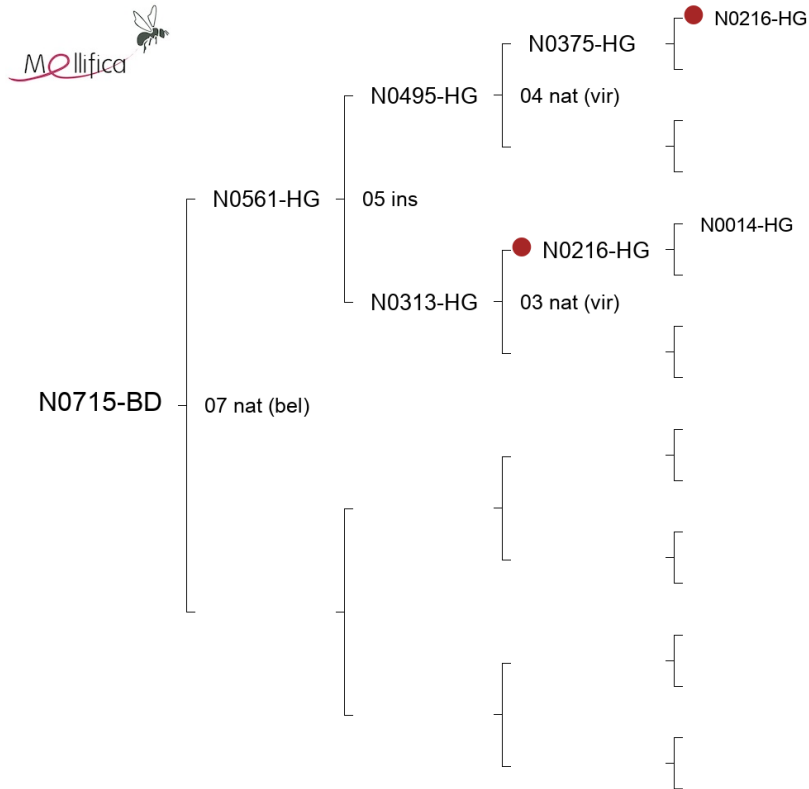 Mellifica
N0216-HG
N0375-HG
N0495-HG
04 nat (vir)
N0561-HG
05 ins
N0014-HG
N0216-HG
N0313-HG
03 nat (vir)
N0715-BD
07 nat (bel)